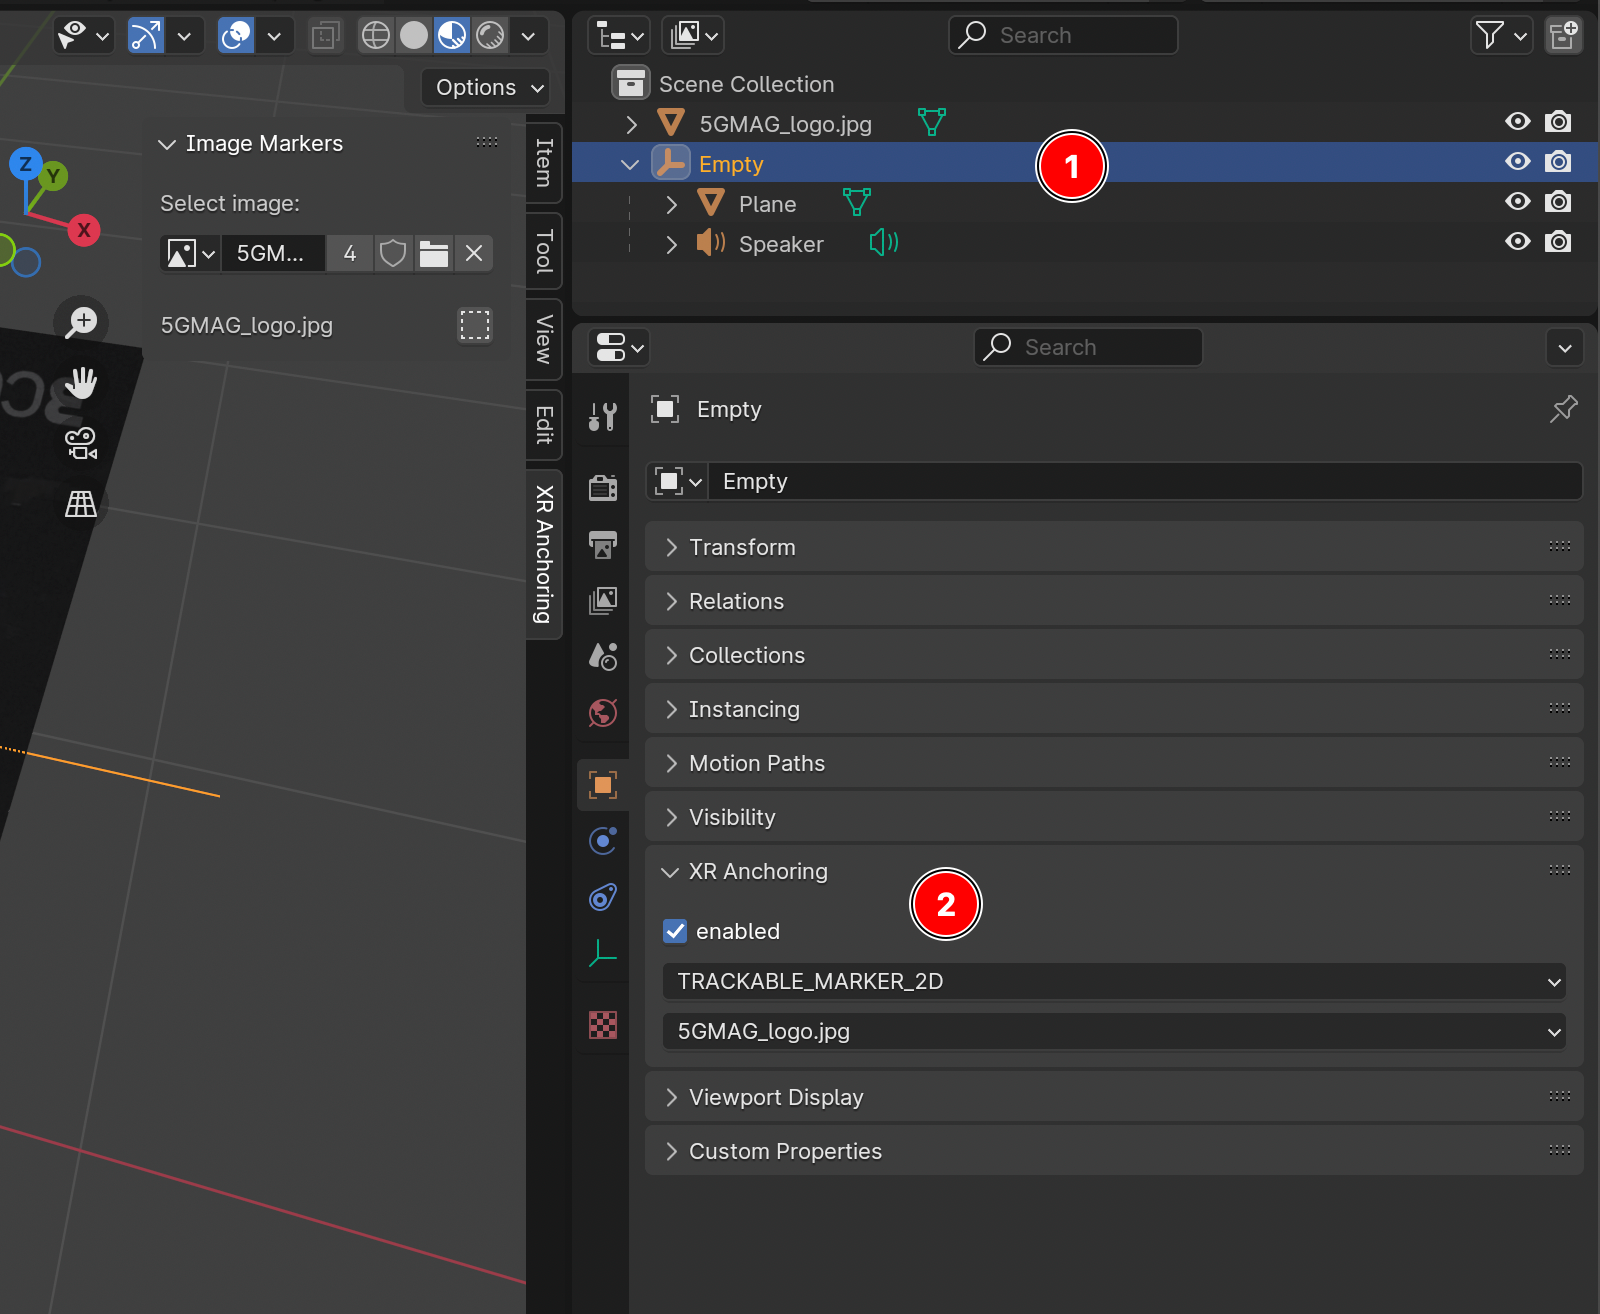 Search
Options
Scene Collection
Image Markers
5GMAG_logo.jpg
Z
Y
X
Empty
1
Select image:
Plane
5GM...
4
Speaker
5GMAG_logo.jpg
Item
Tool
View
Edit
XR Anchoring
Search
Empty
Empty
Transform
Relations
Collections
Instancing
Motion Paths
Visibility
XR Anchoring
2
enabled
TRACKABLE_MARKER_2D
5GMAG_logo.jpg
Viewport Display
Custom Properties